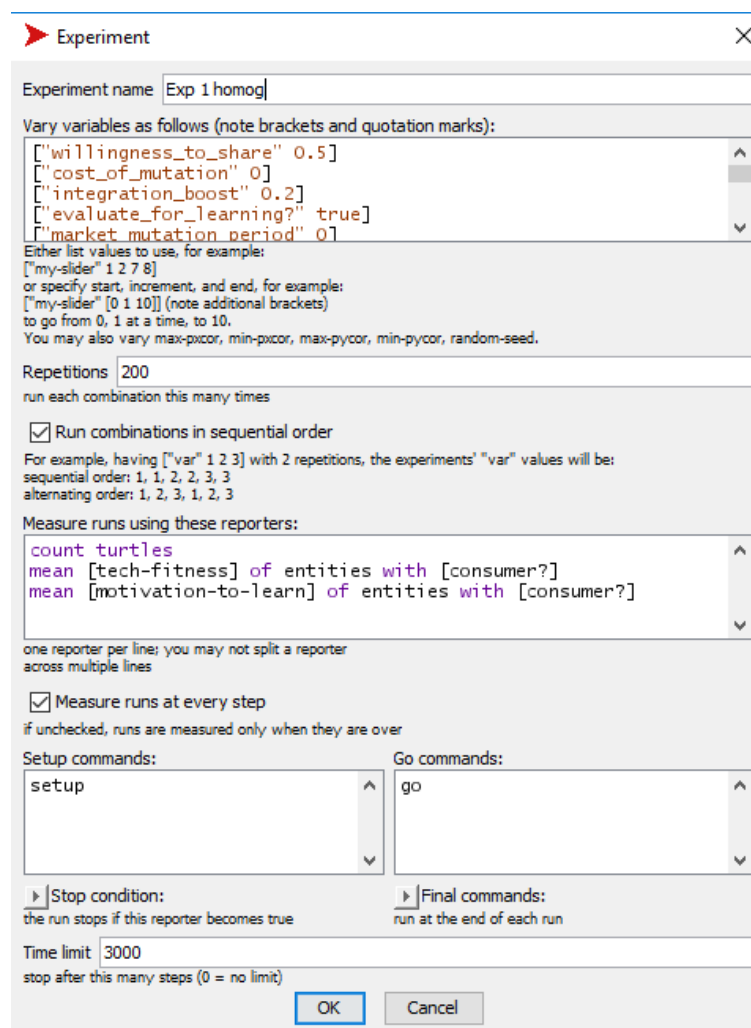 Experiment
Experiment name Exp 1 homog
Vary variables as follows (note brackets and quotation marks):
["willingness_to_share" 0.5]
["cost_of_mutation" 0]
["integration_boost" 0.2]
["evaluate_for_learning?" true]
["market_mutation_period" 0]
Either list values to use, for example:
["my-slider" 1 2 7 8]
or specify start, increment, and end, for example:
["my-slider" [0 1 10]] (note additional brackets)
to go from 0, 1 at a time, to 10.
You may also vary max-pxcor, min-pxcor, max-pycor, min-pycor, random-seed.
Repetitions 200
run each combination this many times
Run combinations in sequential order
For example, having ["var" 1 2 3] with 2 repetitions, the experiments' "var" values will be:
sequential order: 1, 1, 2, 2, 3, 3
alternating order: 1, 2, 3, 1, 2, 3
Measure runs using these reporters:
count turtles
mean [tech-fitness] of entities with [consumer?]
mean [motivation-to-learn] of entities with [consumer?]
one reporter per line; you may not split a reporter
across multiple lines
Measure runs at every step
if unchecked, runs are measured only when they are over
Setup commands:
setup
Go commands:
go
Stop condition:
the run stops if this reporter becomes true
Final commands:
run at the end of each run
Time limit 3000
stop after this many steps (0 = no limit)
OK
Cancel